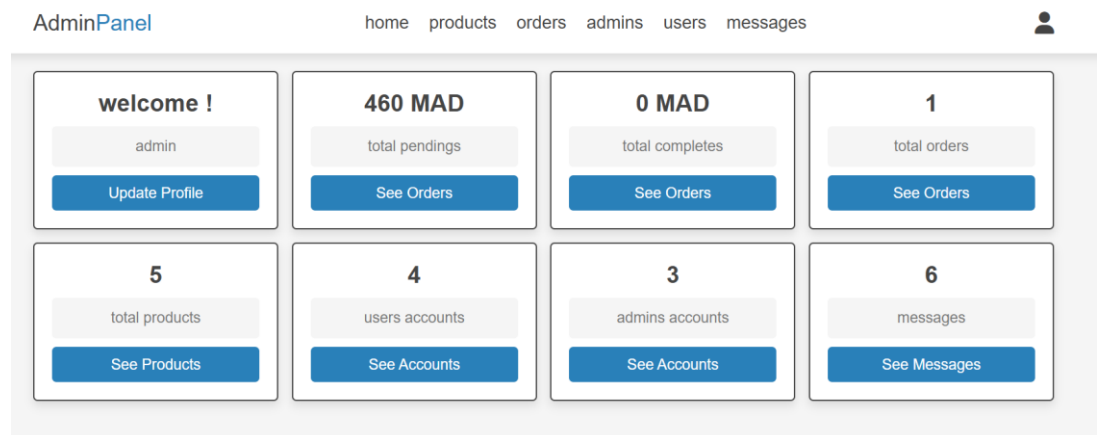 AdminPanel home products orders admins users messages
welcome ! 460 MAD 0 MAD 1
admin total pendings total completes total orders
Update Profile See Orders See Orders See Orders
5 4 3 6
total products users accounts admins accounts messages
See Products See Accounts See Accounts See Messages